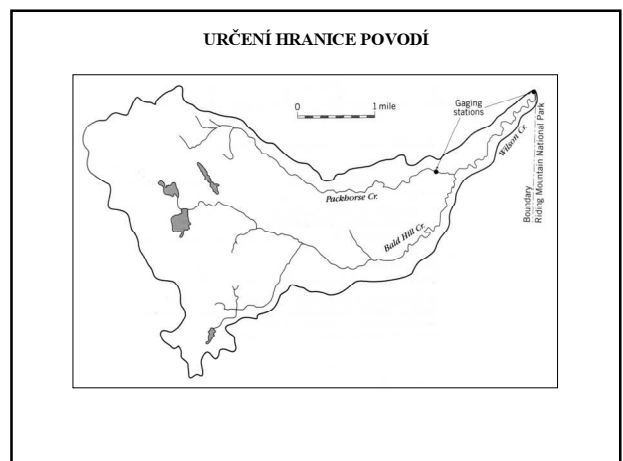 URČENÍ HRANICE POVODÍ
0 1 mile
Gaging
stations
Wilson Cr.
Boundary
Riding Mountain National Park
Packhorse Cr.
Bald Hill Cr.